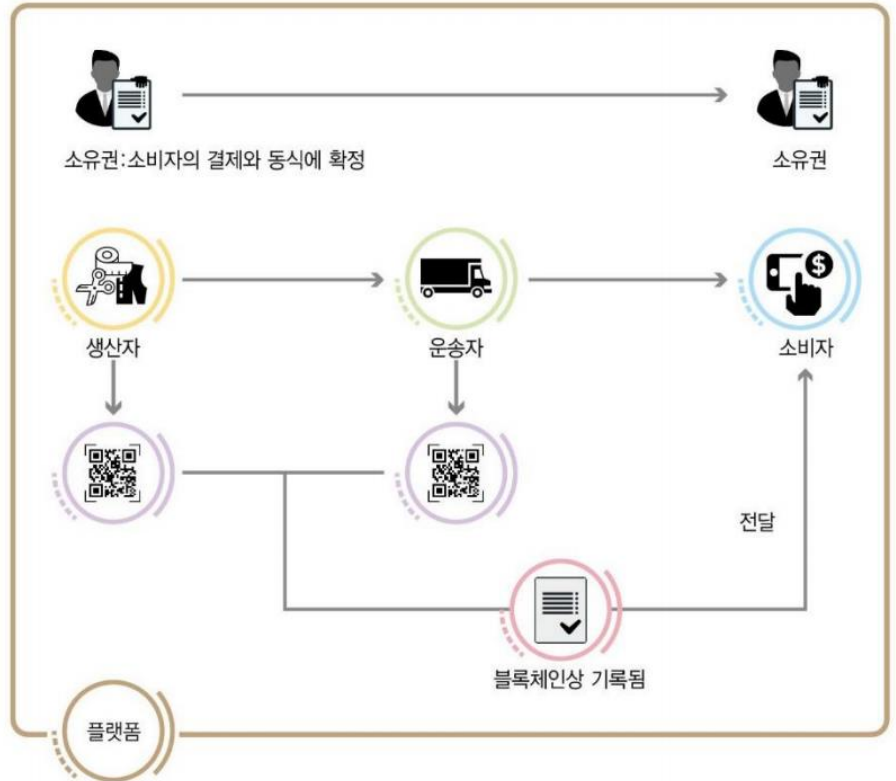 소유권:소비자의 결제와 동식에 확정
소유권
생산자
운송자
소비자
전달
블록체인상 기록됨
플랫폼